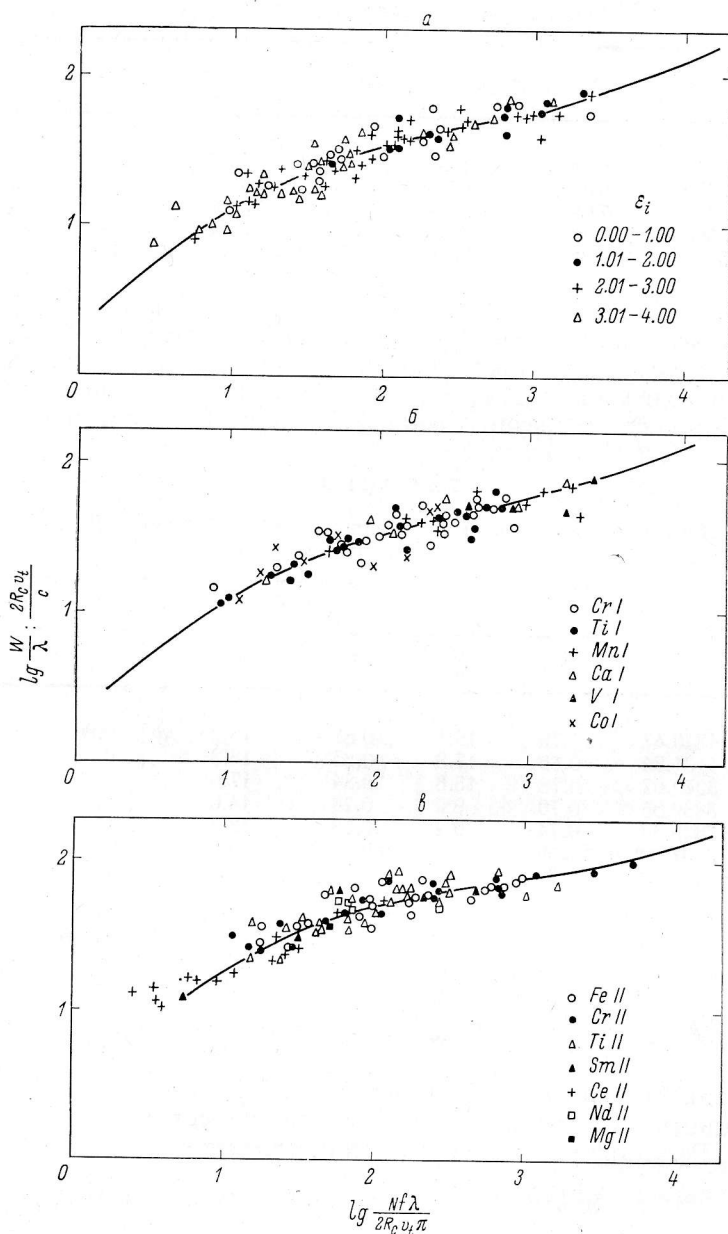 а
2
1
0
1
2
3
4
ε_i
○ 0.00-1.00
● 1.01-2.00
+ 2.01-3.00
△ 3.01-4.00
б
2
1
0
1
2
3
4
lg W/λ : 2R_c v_t/c
○ Cr I
● Ti I
+ Mn I
△ Ca I
▲ V I
× Co I
в
2
1
0
1
2
3
4
○ Fe II
● Cr II
△ Ti II
▲ Sm II
+ Ce II
□ Nd II
■ Mg II
lg Nfλ/2R_c v_t π